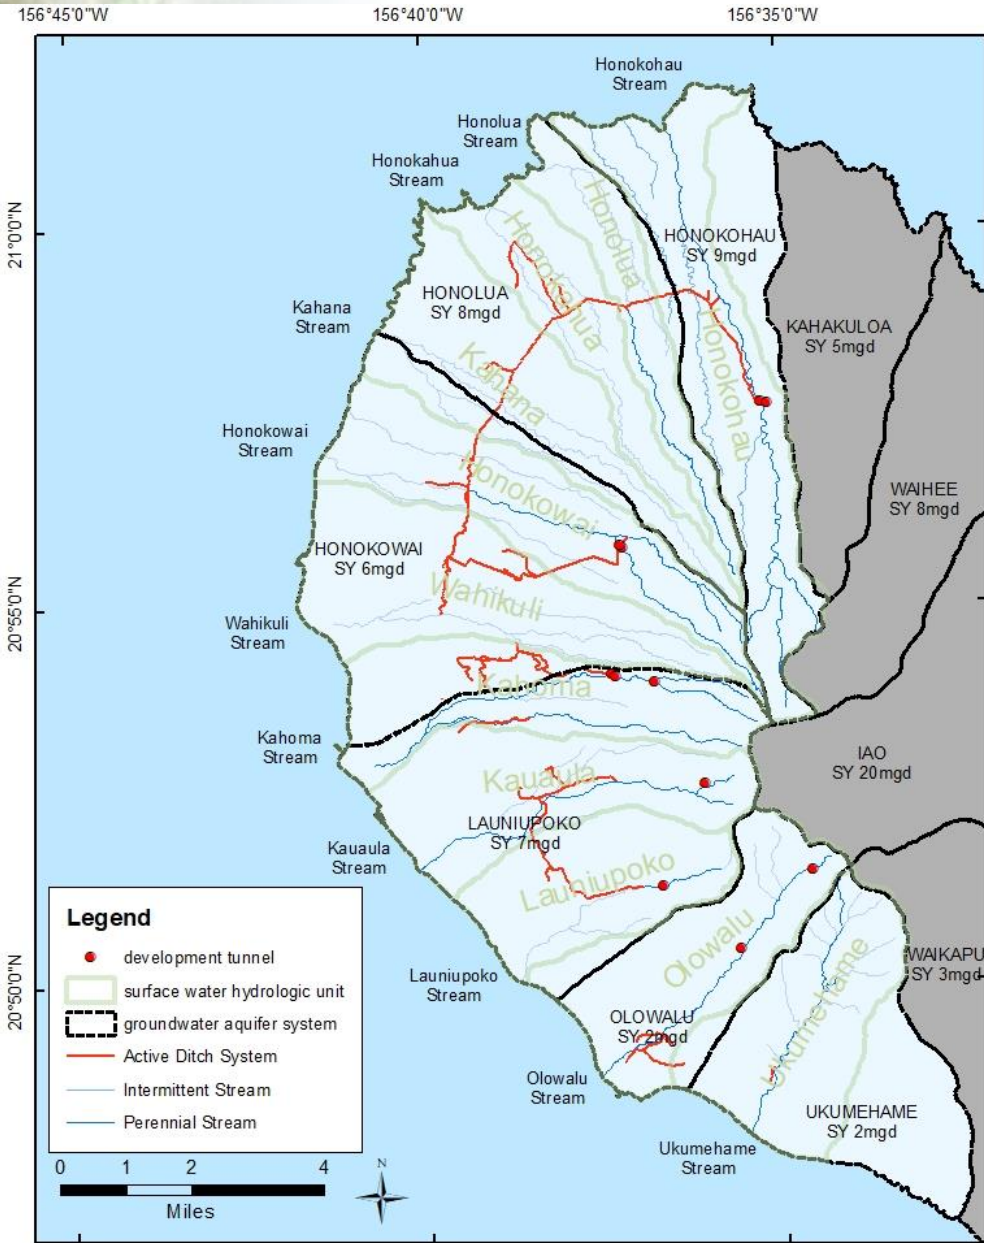 156°45'0"W
156°40'0"W
156°35'0"W
21°0'0"N
20°55'0"N
20°50'0"N
Honokohau
Stream
Honolua
Stream
Honokahua
Stream
Kahana
Stream
Honokowai
Stream
Wahikuli
Stream
Kahoma
Stream
Kauaula
Stream
Launiupoko
Stream
Olowalu
Stream
Ukumehame
Stream
HONOKOHAU
SY 9mgd
HONOLUA
SY 8mgd
KAHAKULOA
SY 5mgd
WAIHEE
SY 8mgd
HONOKOWAI
SY 6mgd
IAO
SY 20mgd
LAUNIUPOKO
SY 7mgd
WAIKAPU
SY 3mgd
OLOWALU
SY 2mgd
UKUMEHAME
SY 2mgd
Honolua
Honokahua
Honokohau
Kahana
Honokowai
Wahikuli
Kahoma
Kauaula
Launiupoko
Olowalu
Ukumehame
Legend
development tunnel
surface water hydrologic unit
groundwater aquifer system
Active Ditch System
Intermittent Stream
Perennial Stream
0 1 2 4
Miles
N